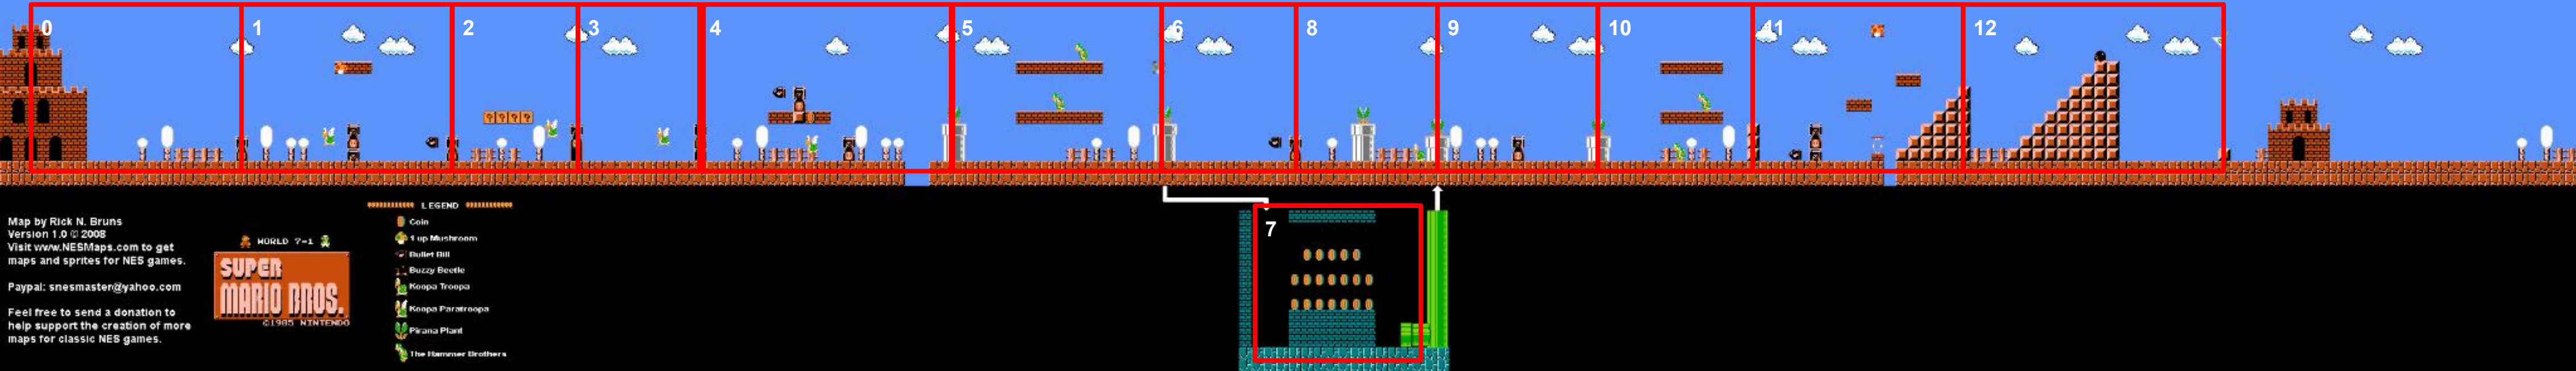 0 1 2 3 4 5 6 8 9 10 11 12
? ? ? ?
Map by Rick N. Bruns
Version 1.0 © 2008
Visit www.NESMaps.com to get
maps and sprites for NES games.
Paypal: snesmaster@yahoo.com
Feel free to send a donation to
help support the creation of more
maps for classic NES games.
WORLD 7-1
SUPER
MARIO BROS.
©1985 NINTENDO
LEGEND
Coin
1 up Mushroom
Bullet Bill
Buzzy Beetle
Koopa Troopa
Koopa Paratroopa
Pirana Plant
The Hammer Brothers
7